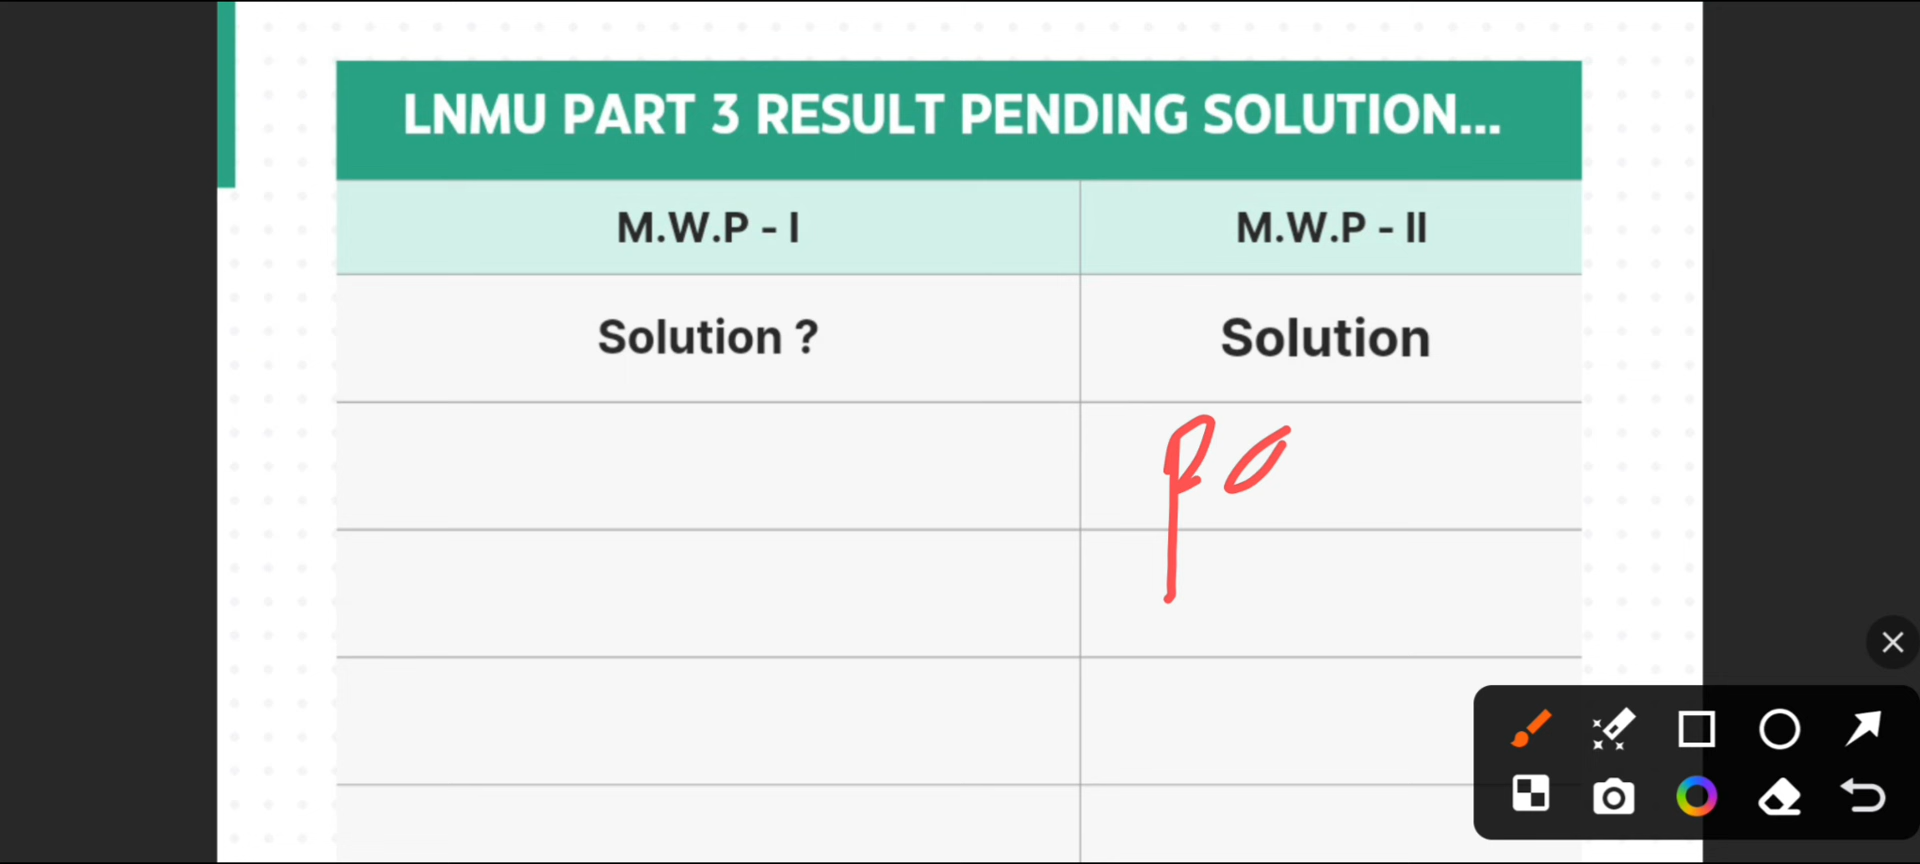 LNMU PART 3 RESULT PENDING SOLUTION...
M.W.P - I
M.W.P - II
Solution ?
Solution